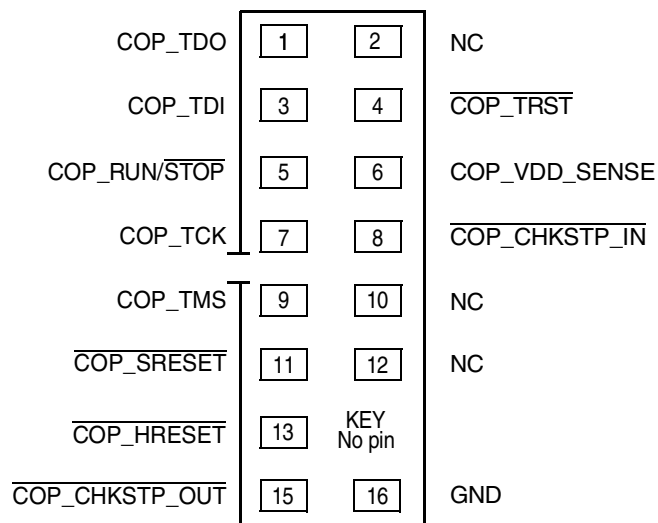 COP_TDO 1 2 NC
COP_TDI 3 4 COP_TRST
COP_RUN/STOP 5 6 COP_VDD_SENSE
COP_TCK 7 8 COP_CHKSTP_IN
COP_TMS 9 10 NC
COP_SRESET 11 12 NC
COP_HRESET 13 KEY
No pin
COP_CHKSTP_OUT 15 16 GND